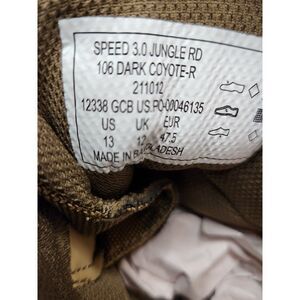 SPEED 3.0 JUNGLE RD
106 DARK COYOTE-R
211012
12338 GCB US.PO-00046135
US UK EUR
13 12 47.5
MADE IN BANGLADESH